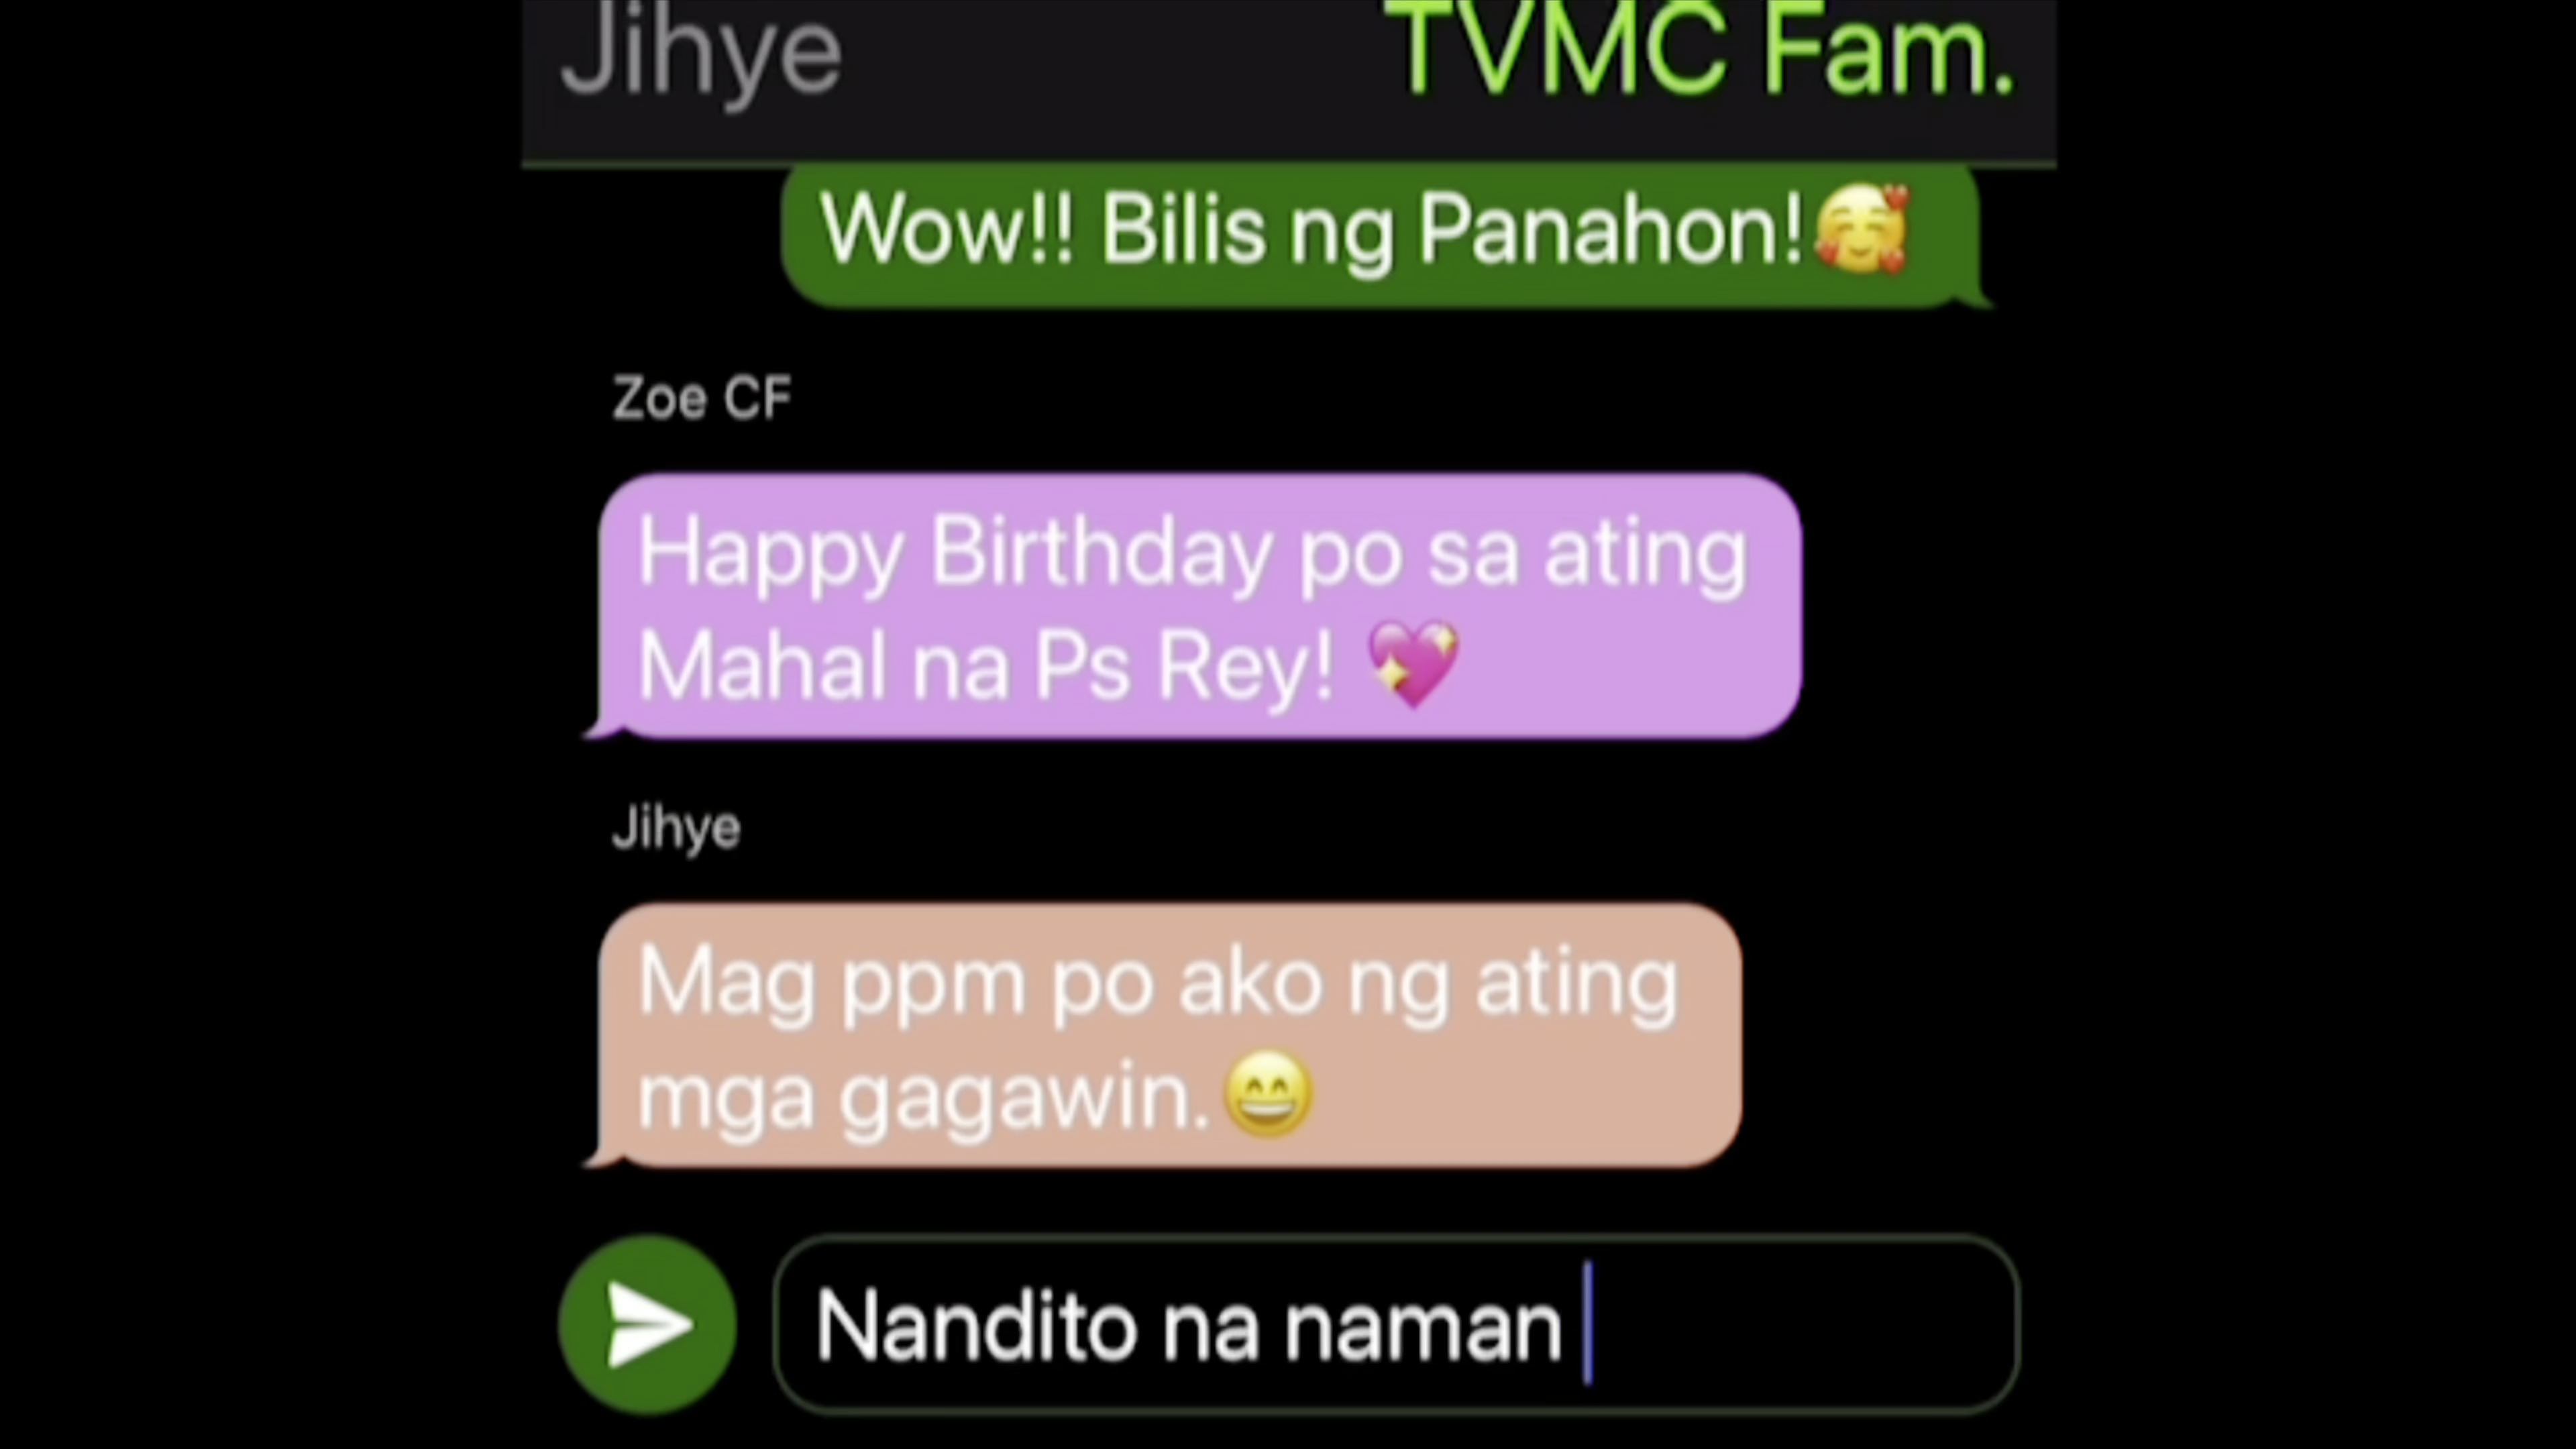 Jihye TVMC Fam.
Wow!! Bilis ng Panahon!🥰
Zoe CF
Happy Birthday po sa ating
Mahal na Ps Rey! 💖
Jihye
Mag ppm po ako ng ating
mga gagawin.😄
Nandito na naman